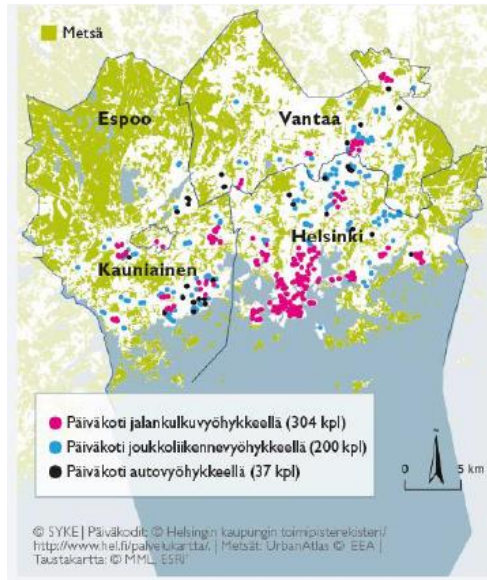 Metsä
Espoo
Vantaa
Helsinki
Kauniainen
Päiväkoti jalankulkuvyöhykkeellä (304 kpl)
Päiväkoti joukkoliikennevyöhykkeellä (200 kpl)
Päiväkoti autovyöhykkeellä (37 kpl)
N
0 5 km
© SYKE | Päiväkodit: © Helsingin kaupungin toimipisterekisteri/
http://www.hel.fi/palvelukartta/. | Metsät: UrbanAtlas © EEA |
Taustakartta: © MML, ESRI